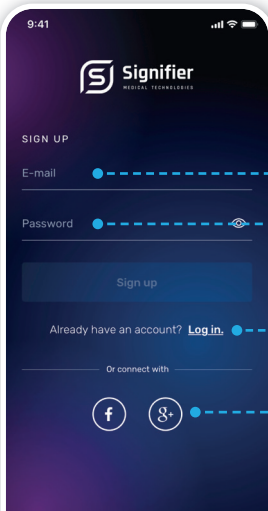 9:41
Signifier
MEDICAL TECHNOLOGIES
SIGN UP
E-mail
Password
Sign up
Already have an account? Log in.
Or connect with
f
g+